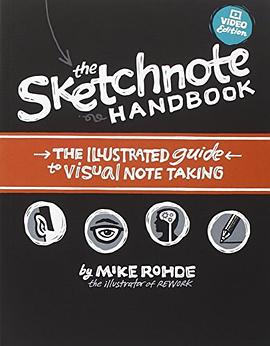 VIDEO
Edition
the
Sketchnote
HANDBOOK
THE ILLUSTRATED guide
to VISUAL NOTE TAKING
by MIKE ROHDE
the illustrator of REWORK